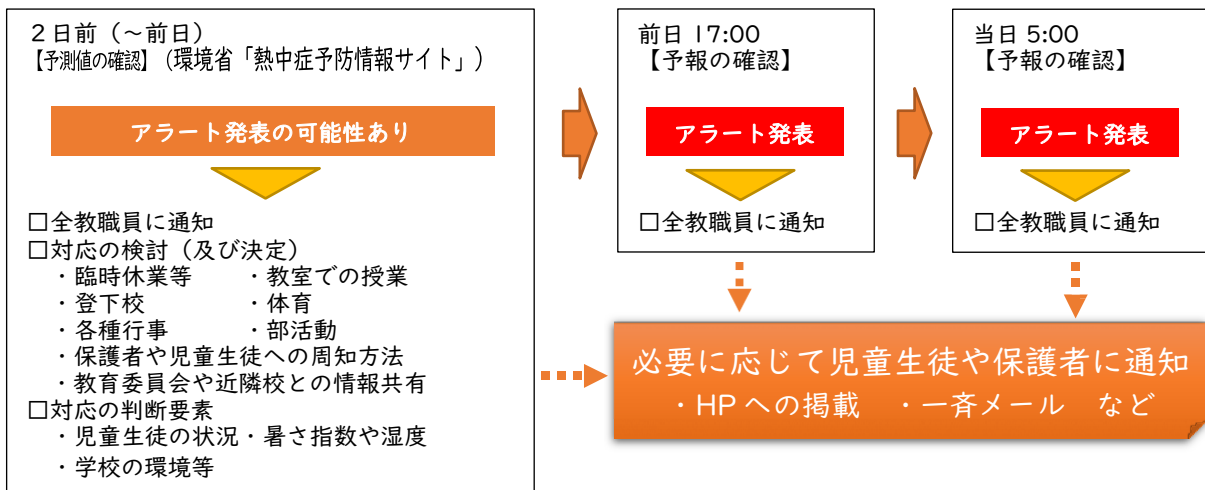 ２日前（～前日）
【予測値の確認】（環境省「熱中症予防情報サイト」）
アラート発表の可能性あり
□全教職員に通知
□対応の検討（及び決定）
・臨時休業等　・教室での授業
・登下校　・体育
・各種行事　・部活動
・保護者や児童生徒への周知方法
・教育委員会や近隣校との情報共有
□対応の判断要素
・児童生徒の状況・暑さ指数や湿度
・学校の環境等
前日 17:00
【予報の確認】
アラート発表
□全教職員に通知
当日 5:00
【予報の確認】
アラート発表
□全教職員に通知
必要に応じて児童生徒や保護者に通知
・HP への掲載　・一斉メール　など